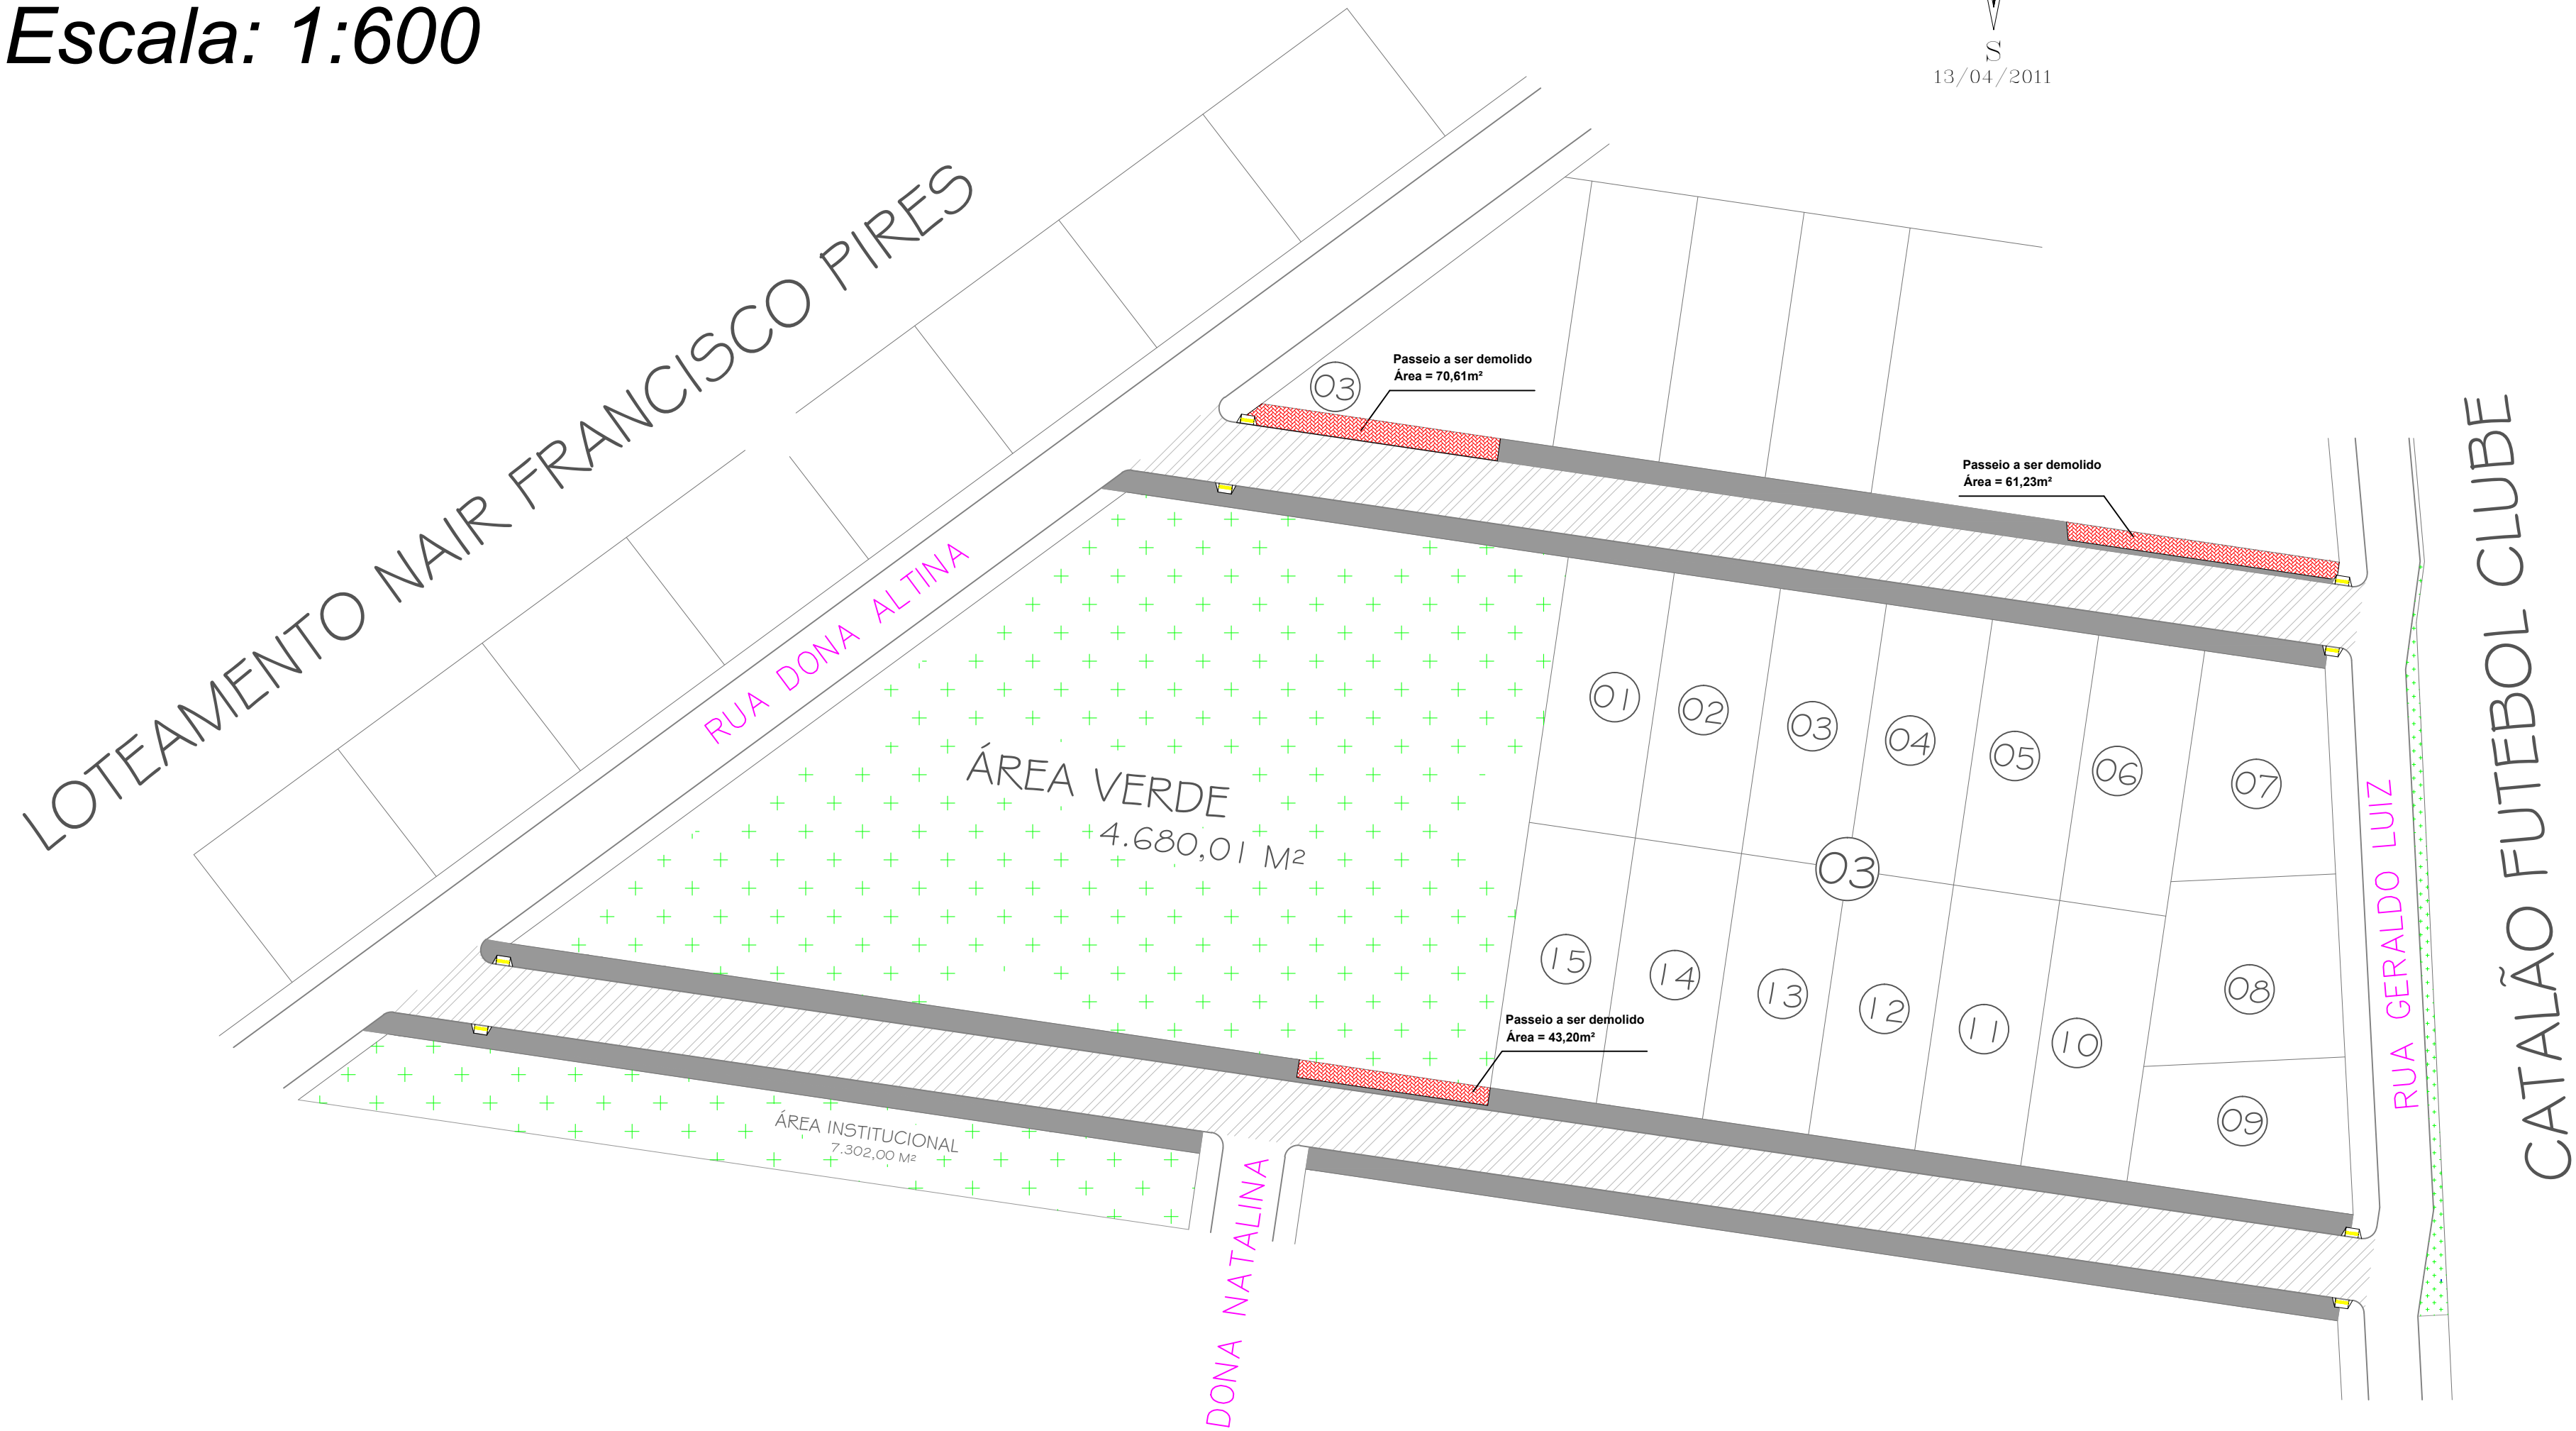 Escala: 1:600
S
13/04/2011
LOTEAMENTO NAIR FRANCISCO PIRES
03
Passeio a ser demolido
Área = 70,61m²
Passeio a ser demolido
Área = 61,23m²
CATALÃO FUTEBOL CLUBE
RUA DONA ALTINA
ÁREA VERDE
4.680,01 M²
01
02
03
04
05
06
07
03
RUA GERALDO LUIZ
15
14
13
12
11
10
08
09
Passeio a ser demolido
Área = 43,20m²
ÁREA INSTITUCIONAL
7.302,00 M²
DONA NATALINA